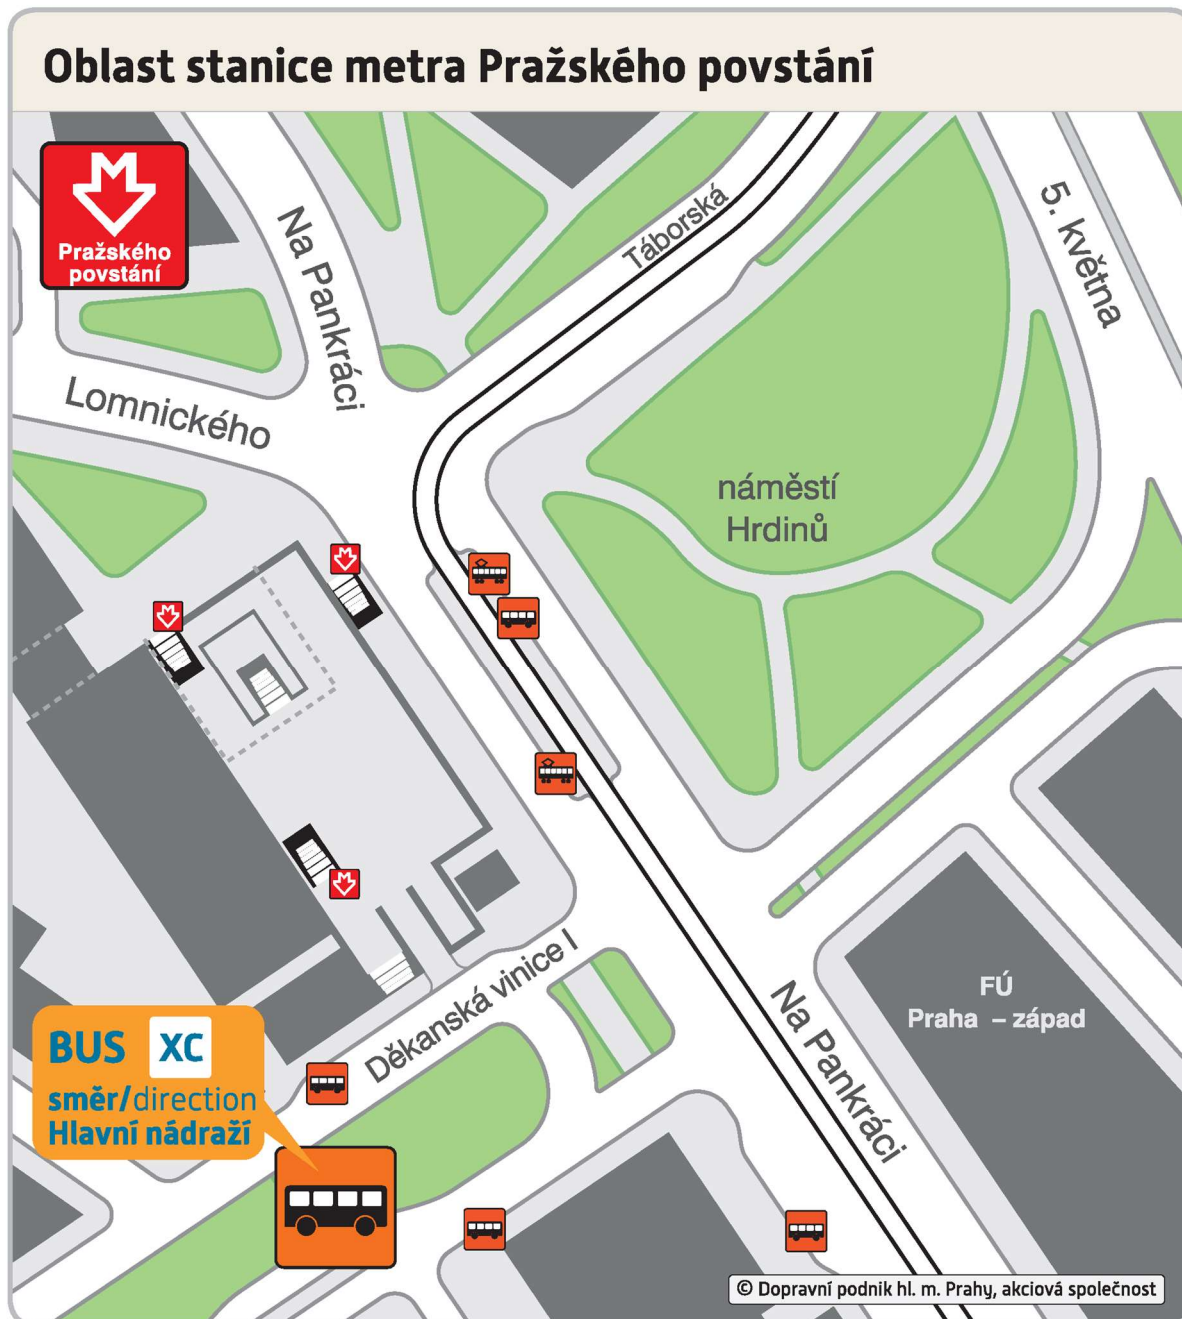 Oblast stanice metra Pražského povstání
M
Pražského
povstání
Na Pankráci
Táborská
5. května
Lomnického
náměstí
Hrdinů
Děkanská vinice I
Na Pankráci
FÚ
Praha – západ
BUS XC
směr/direction
Hlavní nádraží
© Dopravní podnik hl. m. Prahy, akciová společnost